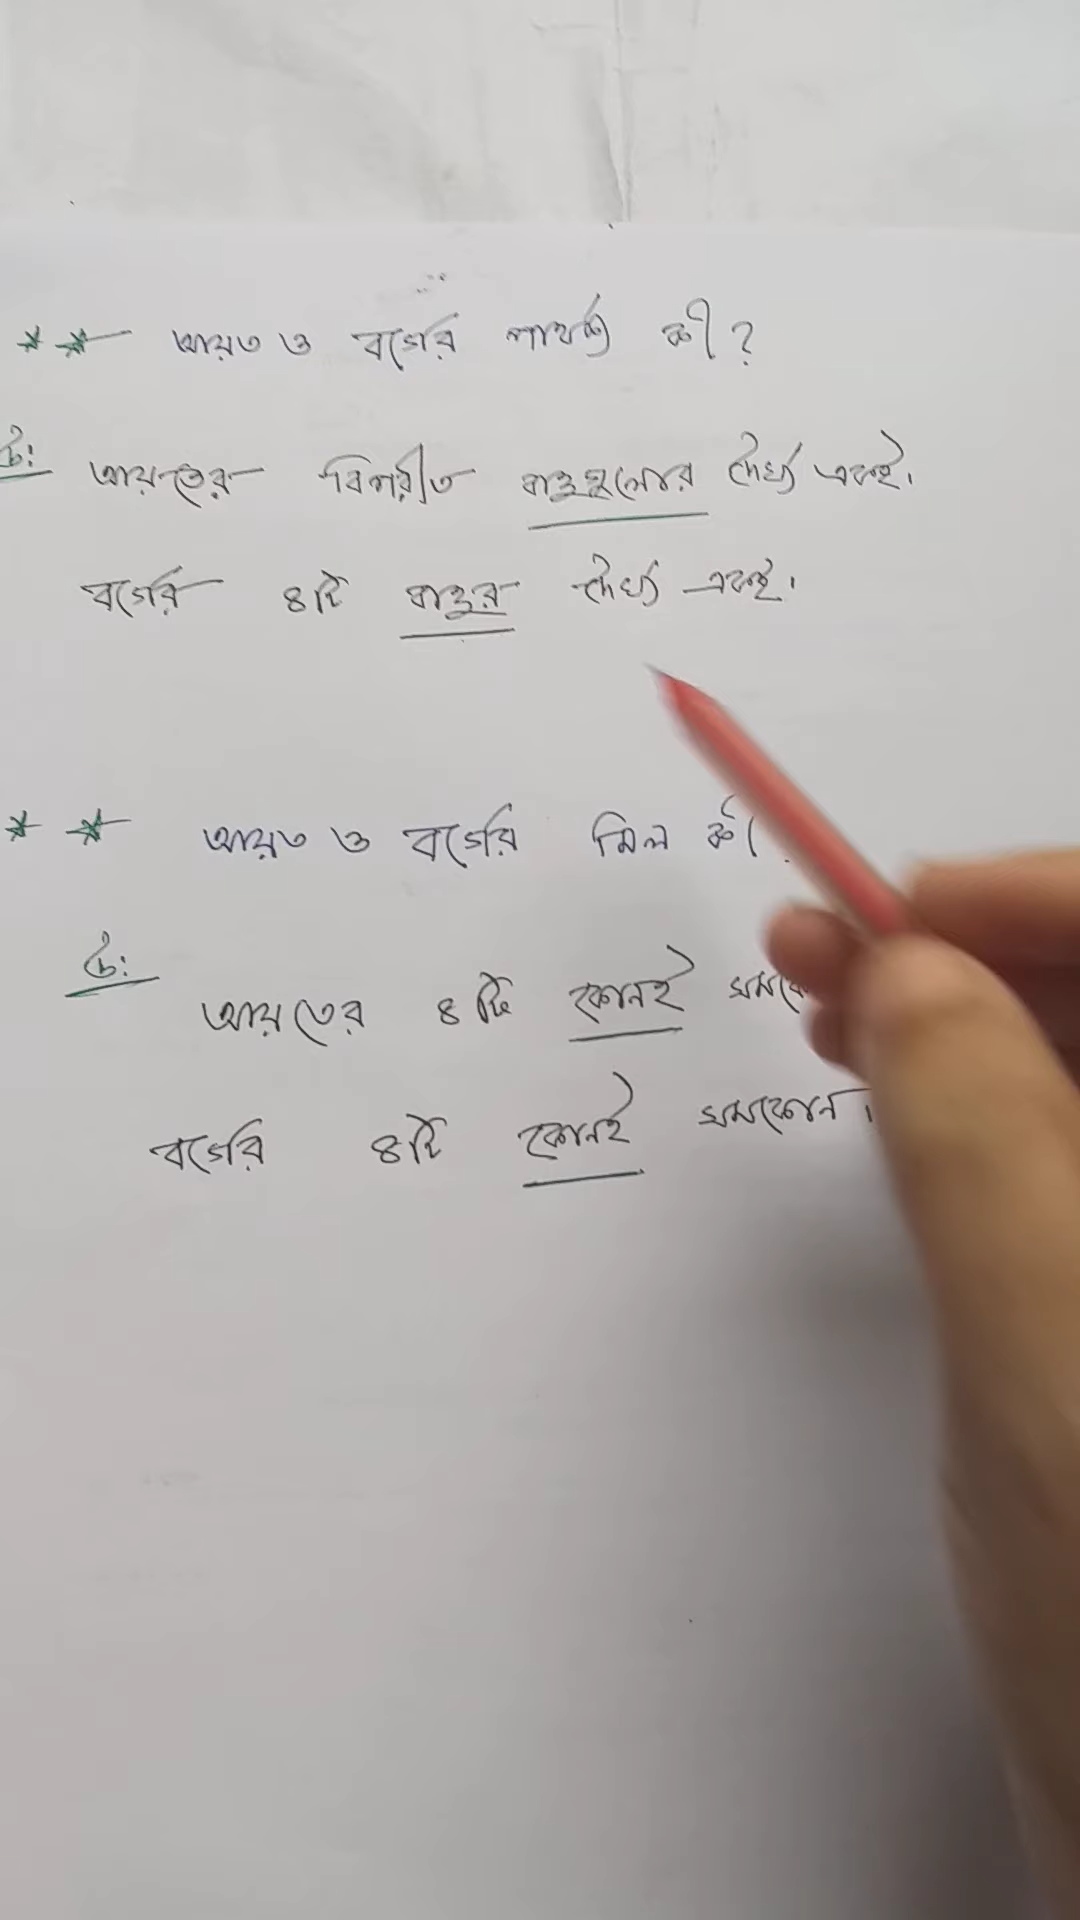 ** আয়ত ও বর্গের পার্থক্য কী?
উ: আয়তের বিপরীত বাহুগুলোর দৈর্ঘ্য একই।
বর্গের ৪টি বাহুর দৈর্ঘ্য একই।
** আয়ত ও বর্গের মিল কী?
উ:
আয়তের ৪টি কোনই
বর্গের ৪টি কোনই সমকোন।